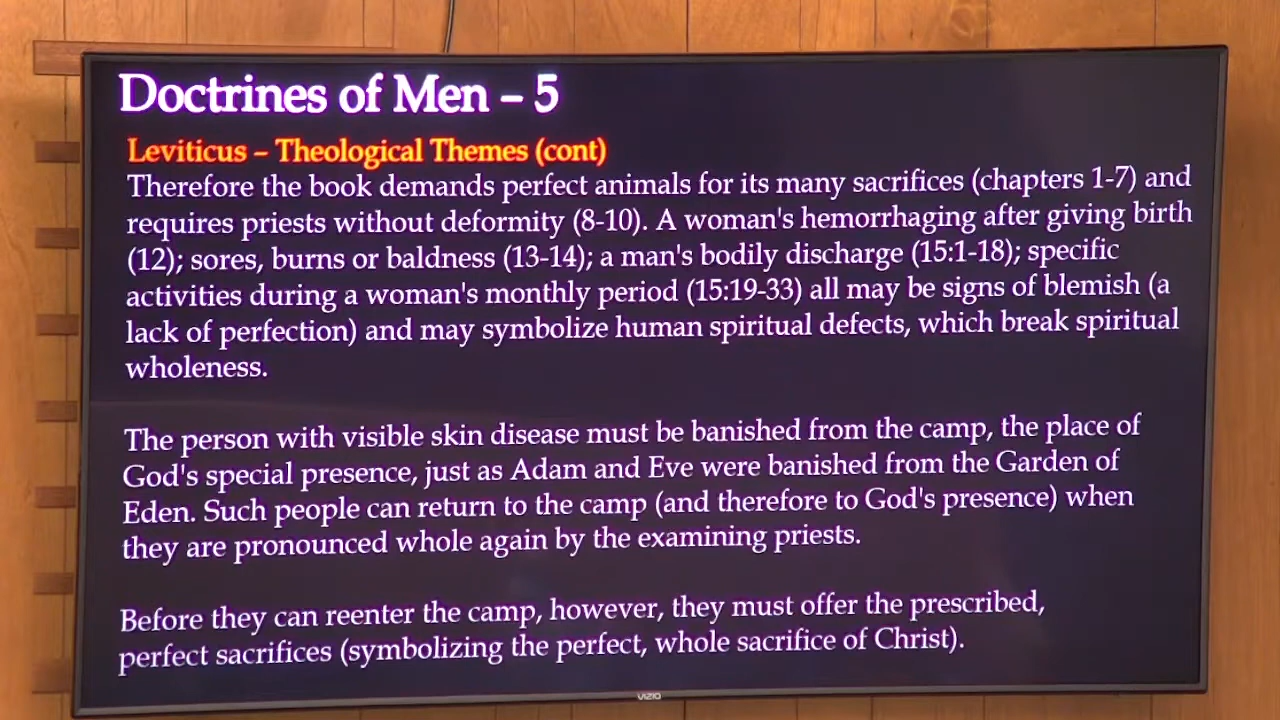 Doctrines of Men – 5
Leviticus – Theological Themes (cont)
Therefore the book demands perfect animals for its many sacrifices (chapters 1-7) and
requires priests without deformity (8-10). A woman's hemorrhaging after giving birth
(12); sores, burns or baldness (13-14); a man's bodily discharge (15:1-18); specific
activities during a woman's monthly period (15:19-33) all may be signs of blemish (a
lack of perfection) and may symbolize human spiritual defects, which break spiritual
wholeness.
The person with visible skin disease must be banished from the camp, the place of
God's special presence, just as Adam and Eve were banished from the Garden of
Eden. Such people can return to the camp (and therefore to God's presence) when
they are pronounced whole again by the examining priests.
Before they can reenter the camp, however, they must offer the prescribed,
perfect sacrifices (symbolizing the perfect, whole sacrifice of Christ).
VIZIO